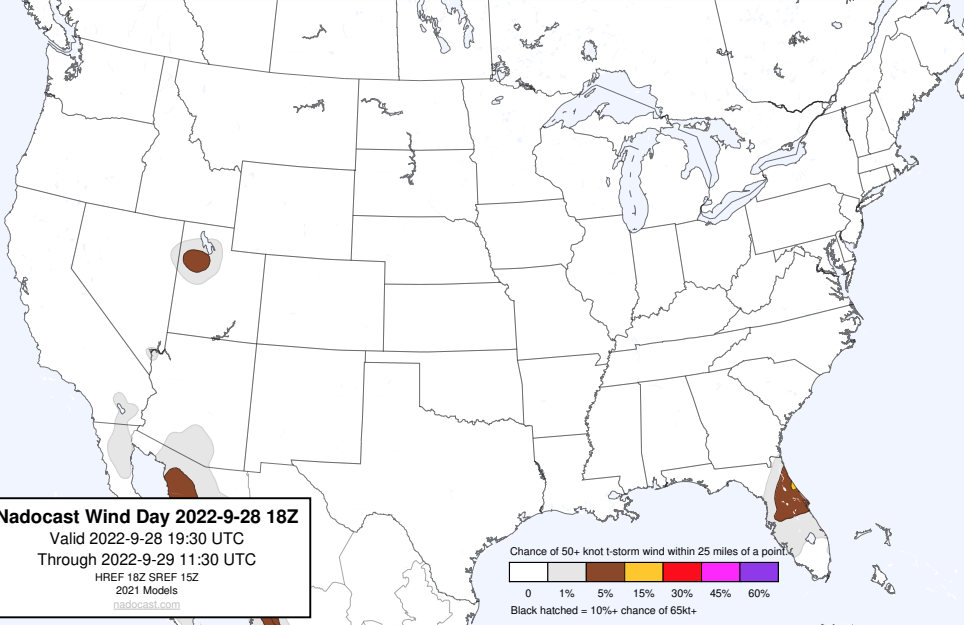 Nadocast Wind Day 2022-9-28 18Z
Valid 2022-9-28 19:30 UTC
Through 2022-9-29 11:30 UTC
HREF 18Z SREF 15Z
2021 Models
nadocast.com
Chance of 50+ knot t-storm wind within 25 miles of a point.
0 1% 5% 15% 30% 45% 60%
Black hatched = 10%+ chance of 65kt+